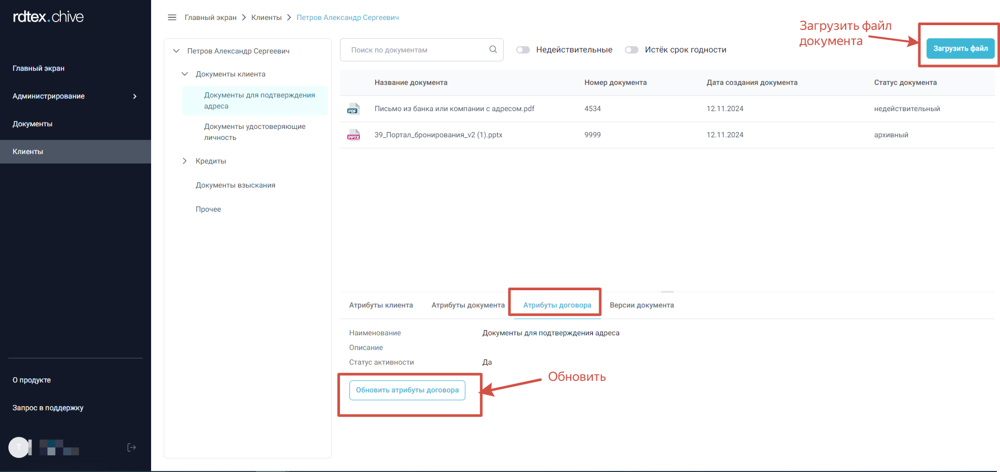 rdtex.chive
Главный экран
Администрирование
Документы
Клиенты
О продукте
Запрос в поддержку
T
Главный экран > Клиенты > Петров Александр Сергеевич
Петров Александр Сергеевич
Документы клиента
Документы для подтверждения
адреса
Документы удостоверяющие
личность
Кредиты
Документы взыскания
Прочее
Поиск по документам
Недействительные
Истёк срок годности
Загрузить файл
документа
Загрузить файл
Название документа Номер документа Дата создания документа Статус документа
PDF Письмо из банка или компании с адресом.pdf 4534 12.11.2024 недействительный
PPTX 39_Портал_бронирования_v2 (1).pptx 9999 12.11.2024 архивный
Атрибуты клиента Атрибуты документа Атрибуты договора Версии документа
Наименование Документы для подтверждения адреса
Описание
Статус активности Да
Обновить атрибуты договора
Обновить